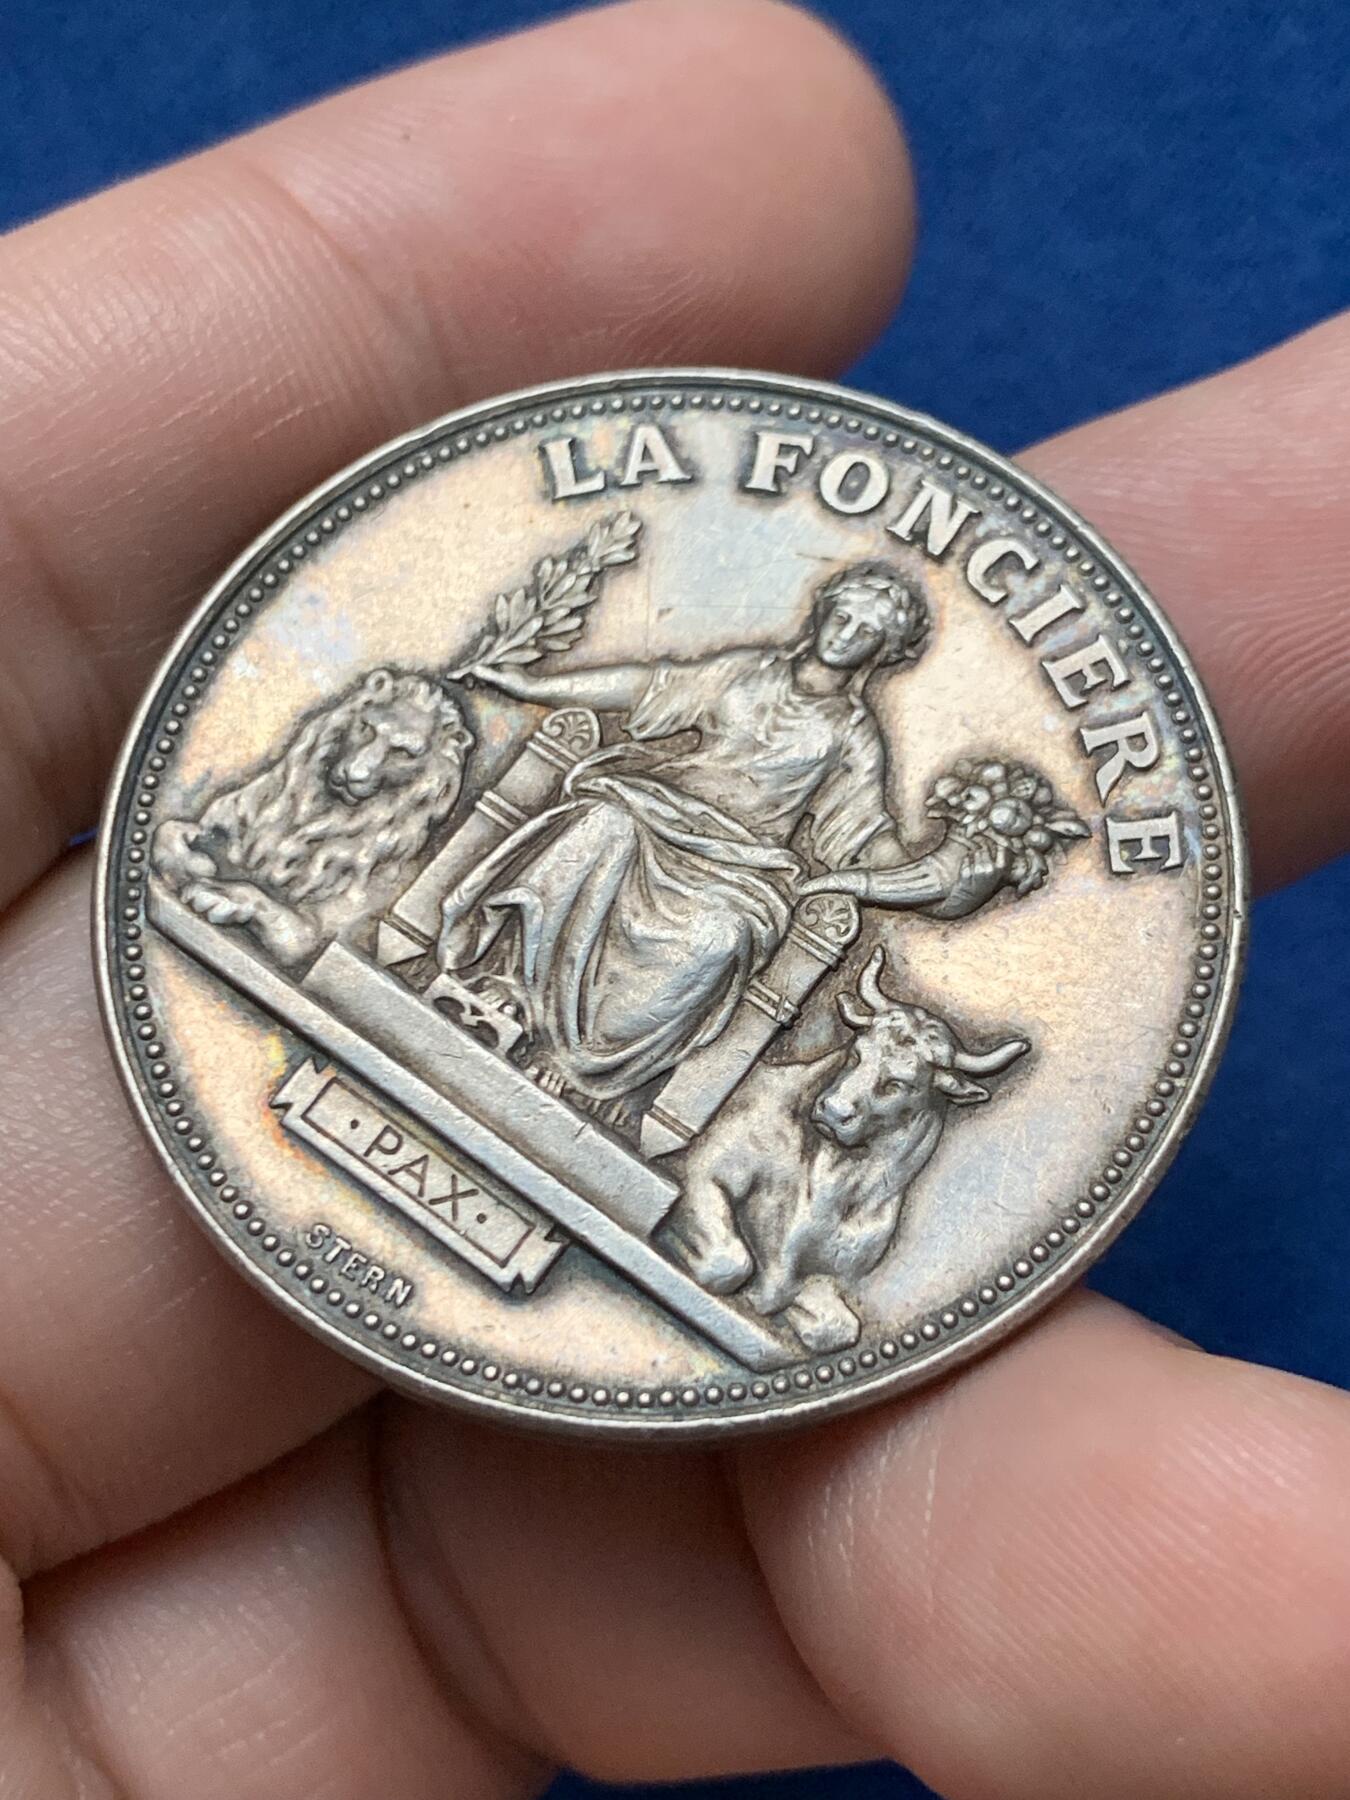 LA FONCIERE
· PAX ·
STERN